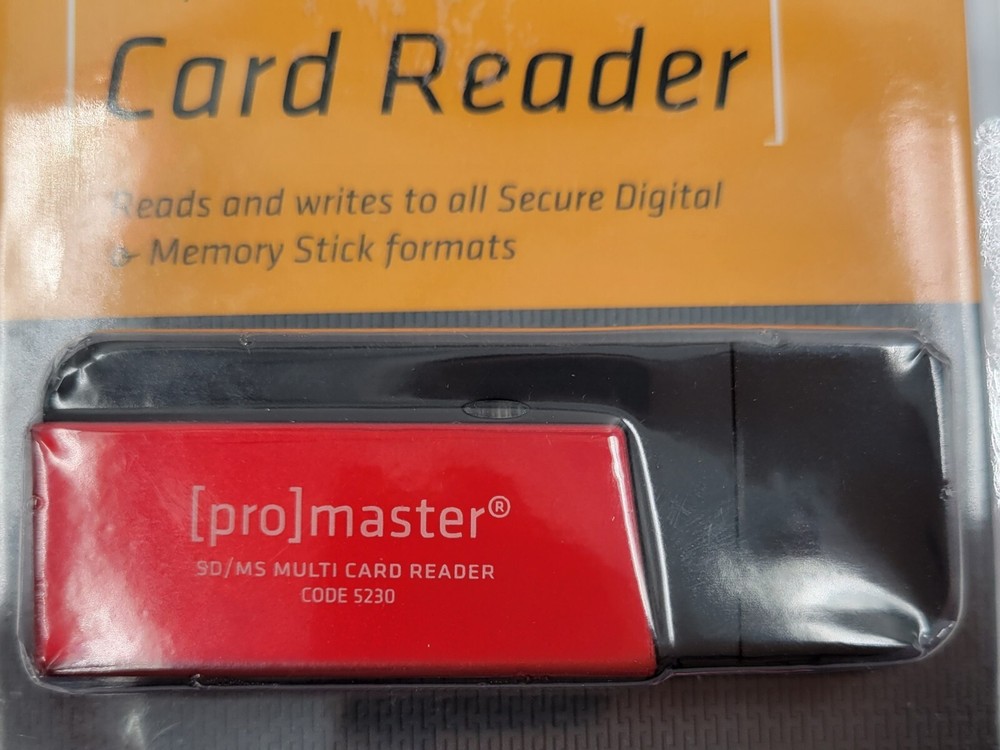 Card Reader
Reads and writes to all Secure Digital
& Memory Stick formats
[pro]master®
SD/MS MULTI CARD READER
CODE 5230